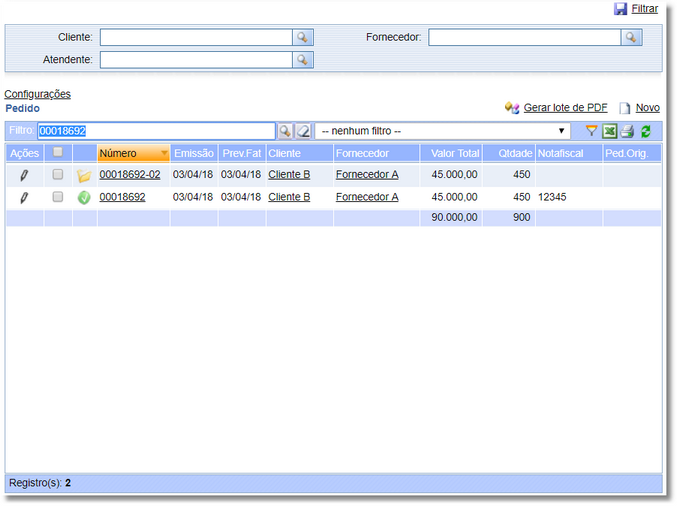 Filtrar
Cliente: Fornecedor:
Atendente:
Configurações
Pedido Gerar lote de PDF Novo
Filtro: 00018692 -- nenhum filtro --
Ações Número Emissão Prev.Fat Cliente Fornecedor Valor Total Qtdade Notafiscal Ped.Orig.
00018692-02 03/04/18 03/04/18 Cliente B Fornecedor A 45.000,00 450
00018692 03/04/18 03/04/18 Cliente B Fornecedor A 45.000,00 450 12345
90.000,00 900
Registro(s): 2